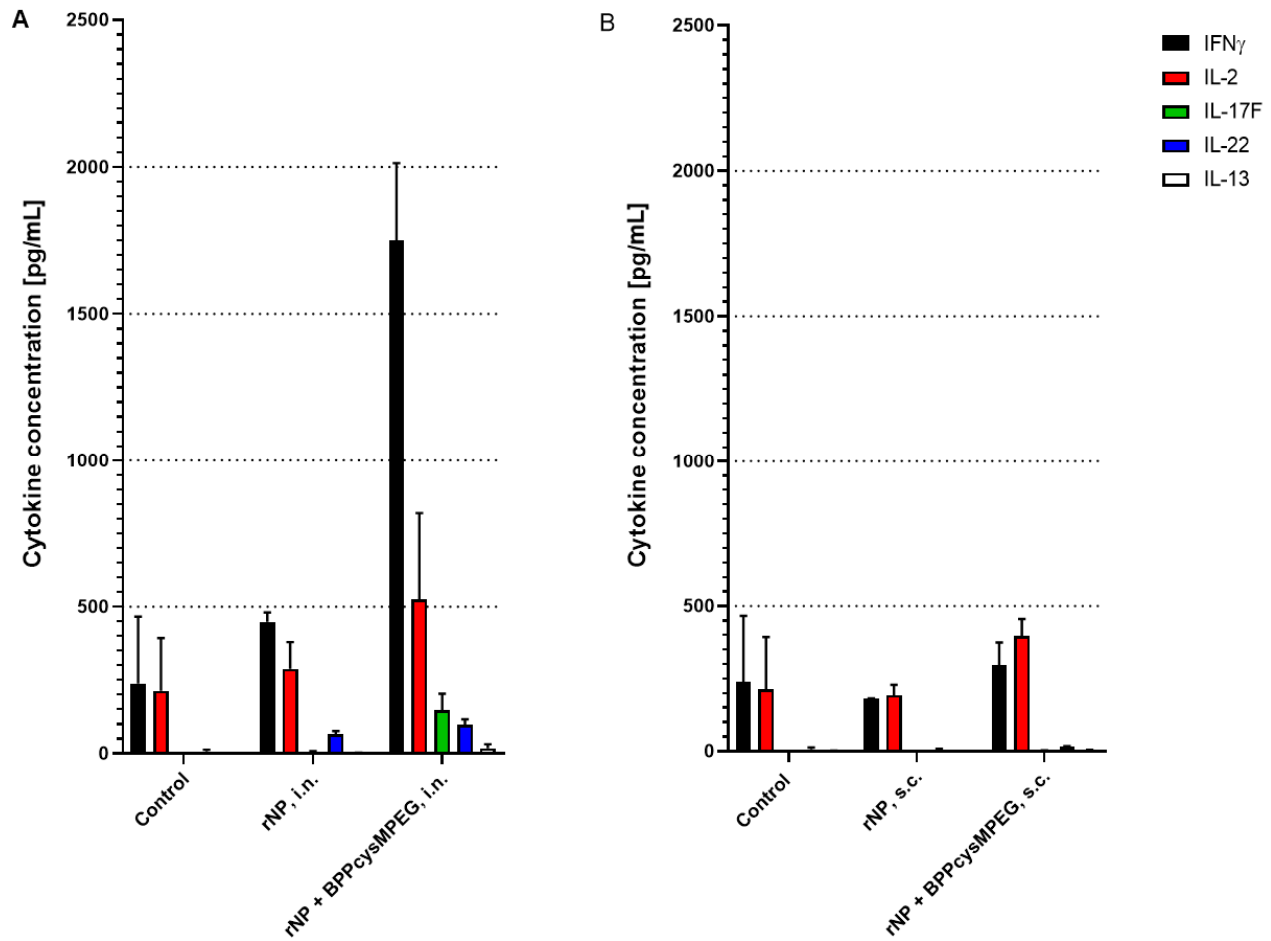 A
Cytokine concentration [pg/mL]
2500
2000
1500
1000
500
0
Control
rNP, i.n.
rNP + BPPcysMPEG, i.n.
B
Cytokine concentration [pg/mL]
2500
2000
1500
1000
500
0
Control
rNP, s.c.
rNP + BPPcysMPEG, s.c.
IFNγ
IL-2
IL-17F
IL-22
IL-13